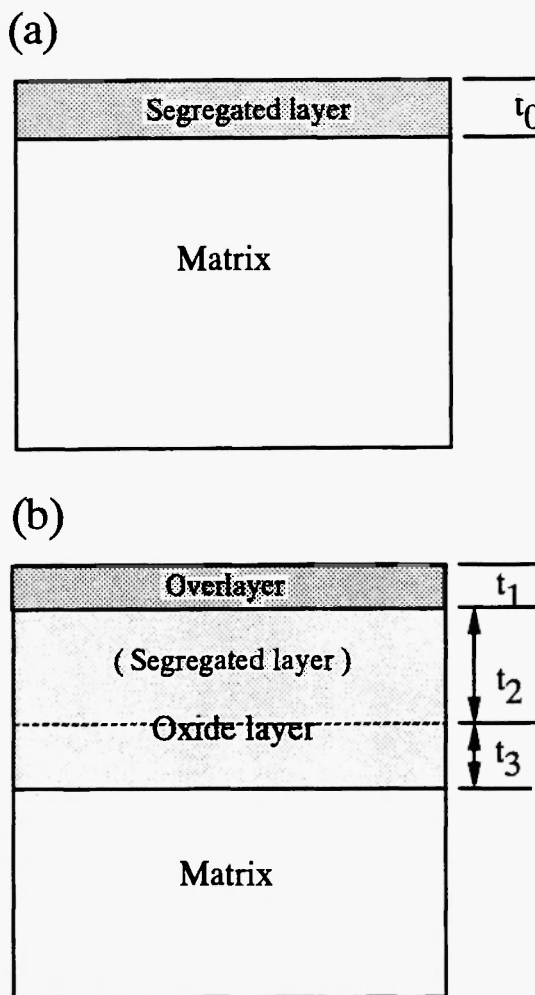 (a)
Segregated layer
t0
Matrix
(b)
Overlayer
t1
( Segregated layer )
t2
Oxide layer
t3
Matrix